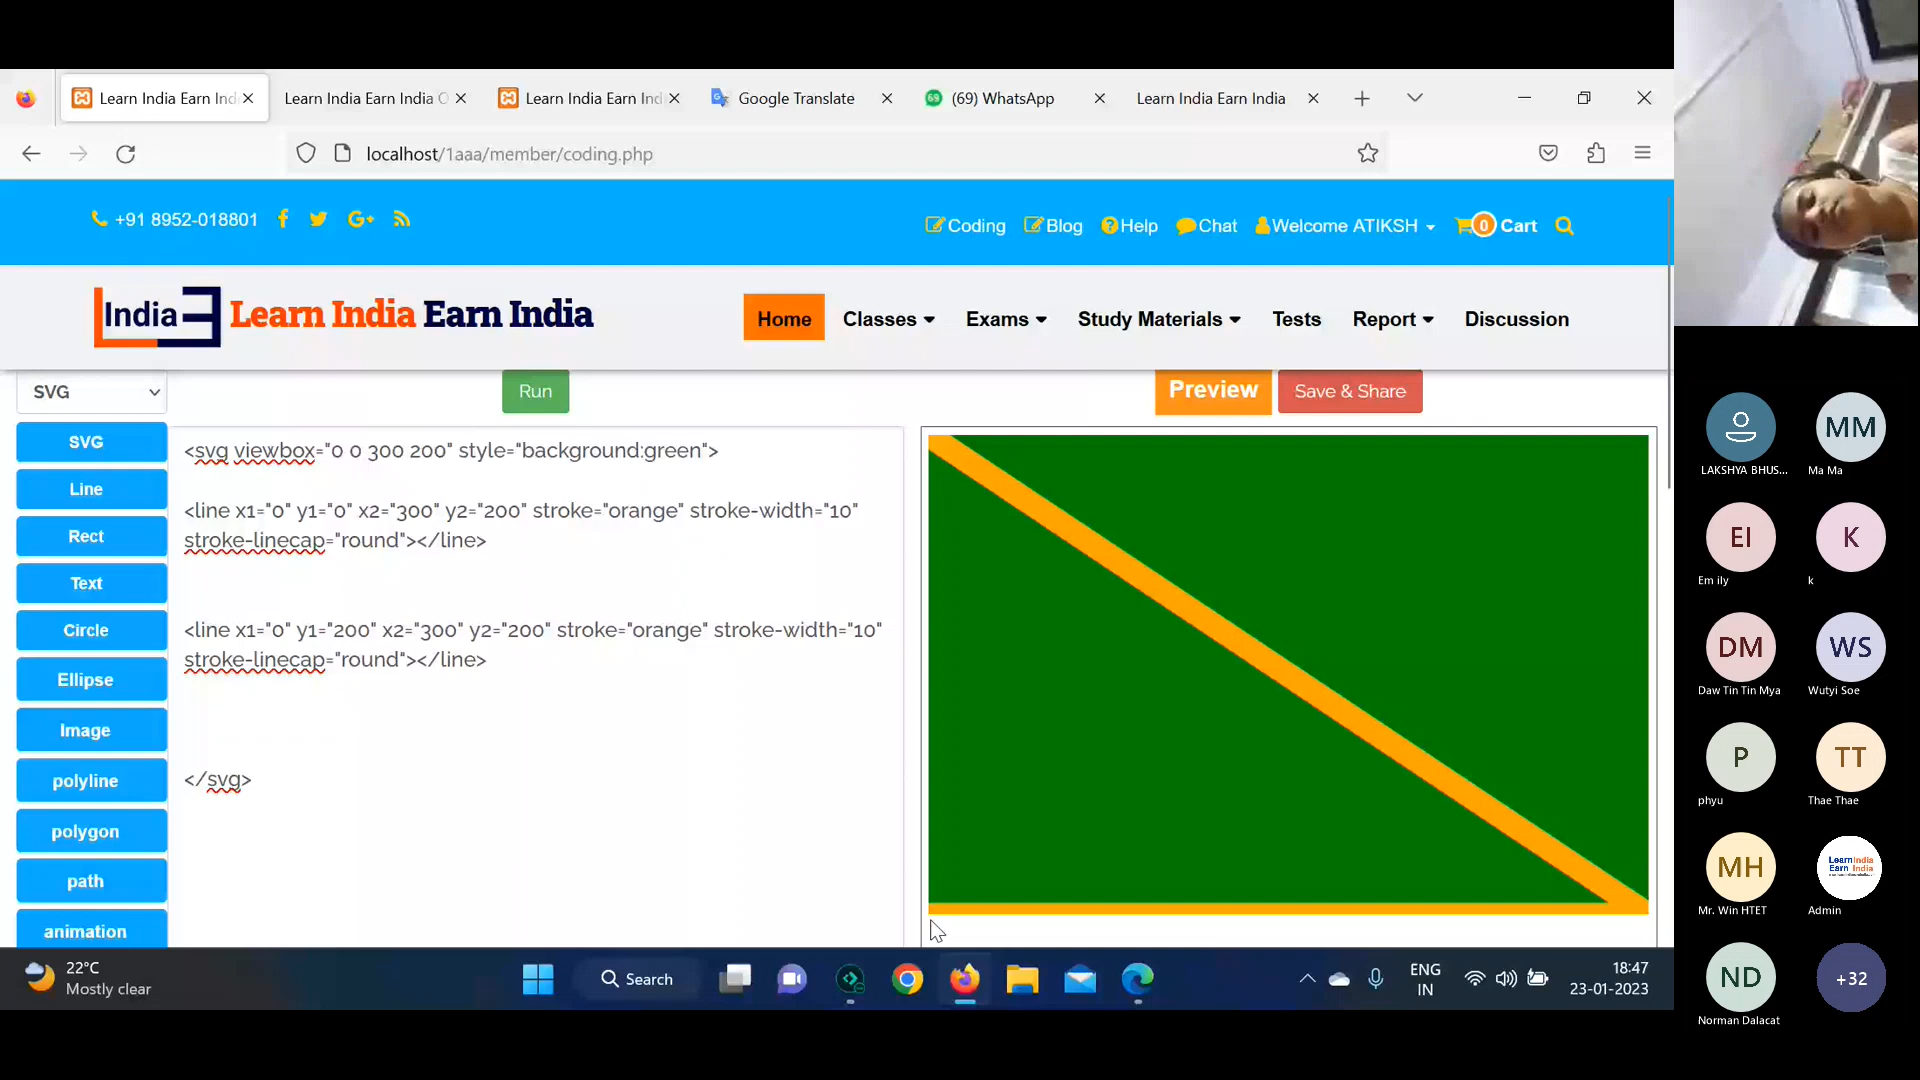 Learn India Earn Ind
Learn India Earn India O
Learn India Earn Ind
Google Translate
(69) WhatsApp
Learn India Earn India
localhost/1aaa/member/coding.php
+91 8952-018801
Coding
Blog
Help
Chat
Welcome ATIKSH
0
Cart
India
Learn India Earn India
Home
Classes
Exams
Study Materials
Tests
Report
Discussion
SVG
Run
Preview
Save & Share
SVG
Line
Rect
Text
Circle
Ellipse
Image
polyline
polygon
path
animation
<svg viewbox="0 0 300 200" style="background:green">
<line x1="0" y1="0" x2="300" y2="200" stroke="orange" stroke-width="10"
stroke-linecap="round"></line>
<line x1="0" y1="200" x2="300" y2="200" stroke="orange" stroke-width="10"
stroke-linecap="round"></line>
</svg>
LAKSHYA BHUS...
MM
Ma Ma
EI
Em ily
K
k
DM
Daw Tin Tin Mya
WS
Wutyi Soe
P
phyu
TT
Thae Thae
MH
Mr. Win HTET
Learn India
Earn India
Admin
ND
Norman Dalacat
+32
22°C
Mostly clear
Search
ENG
IN
18:47
23-01-2023